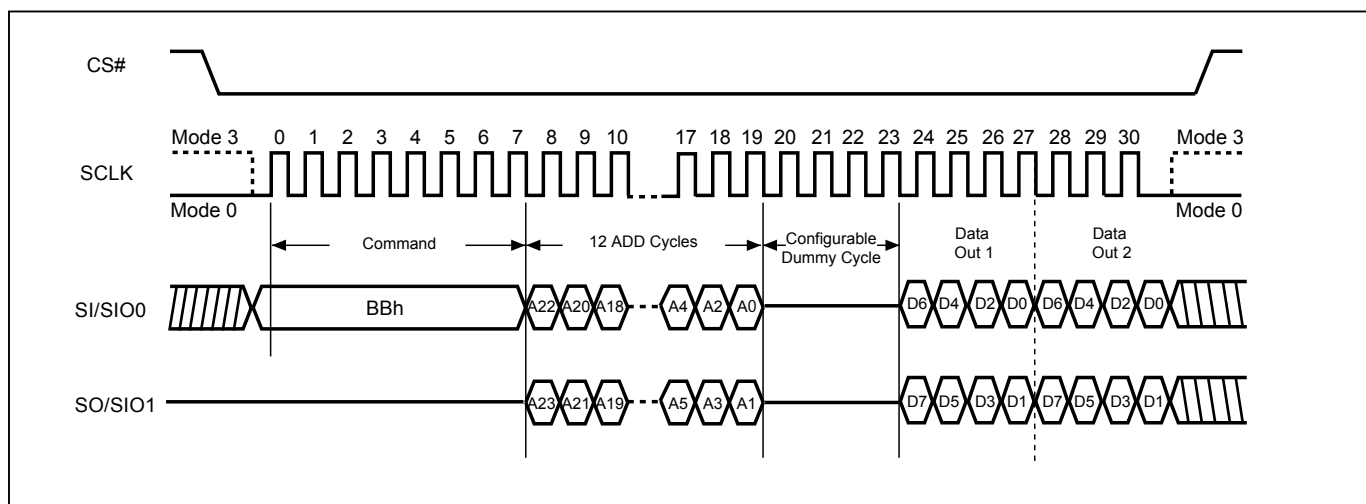 CS#
Mode 3 0 1 2 3 4 5 6 7 8 9 10 17 18 19 20 21 22 23 24 25 26 27 28 29 30 Mode 3
SCLK
Mode 0 Mode 0
Command 12 ADD Cycles Configurable Dummy Cycle Data Out 1 Data Out 2
SI/SIO0 BBh A22 A20 A18 A4 A2 A0 D6 D4 D2 D0 D6 D4 D2 D0
SO/SIO1 A23 A21 A19 A5 A3 A1 D7 D5 D3 D1 D7 D5 D3 D1